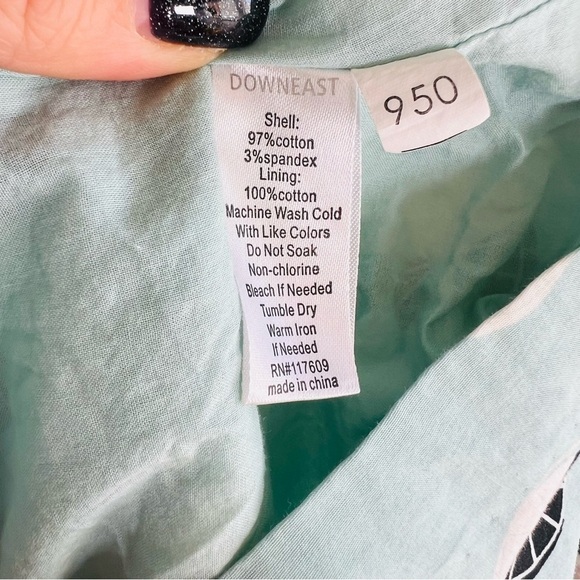 DOWNEAST
Shell:
97%cotton
3%spandex
Lining:
100%cotton
Machine Wash Cold
With Like Colors
Do Not Soak
Non-chlorine
Bleach If Needed
Tumble Dry
Warm Iron
If Needed
RN#117609
made in china
950